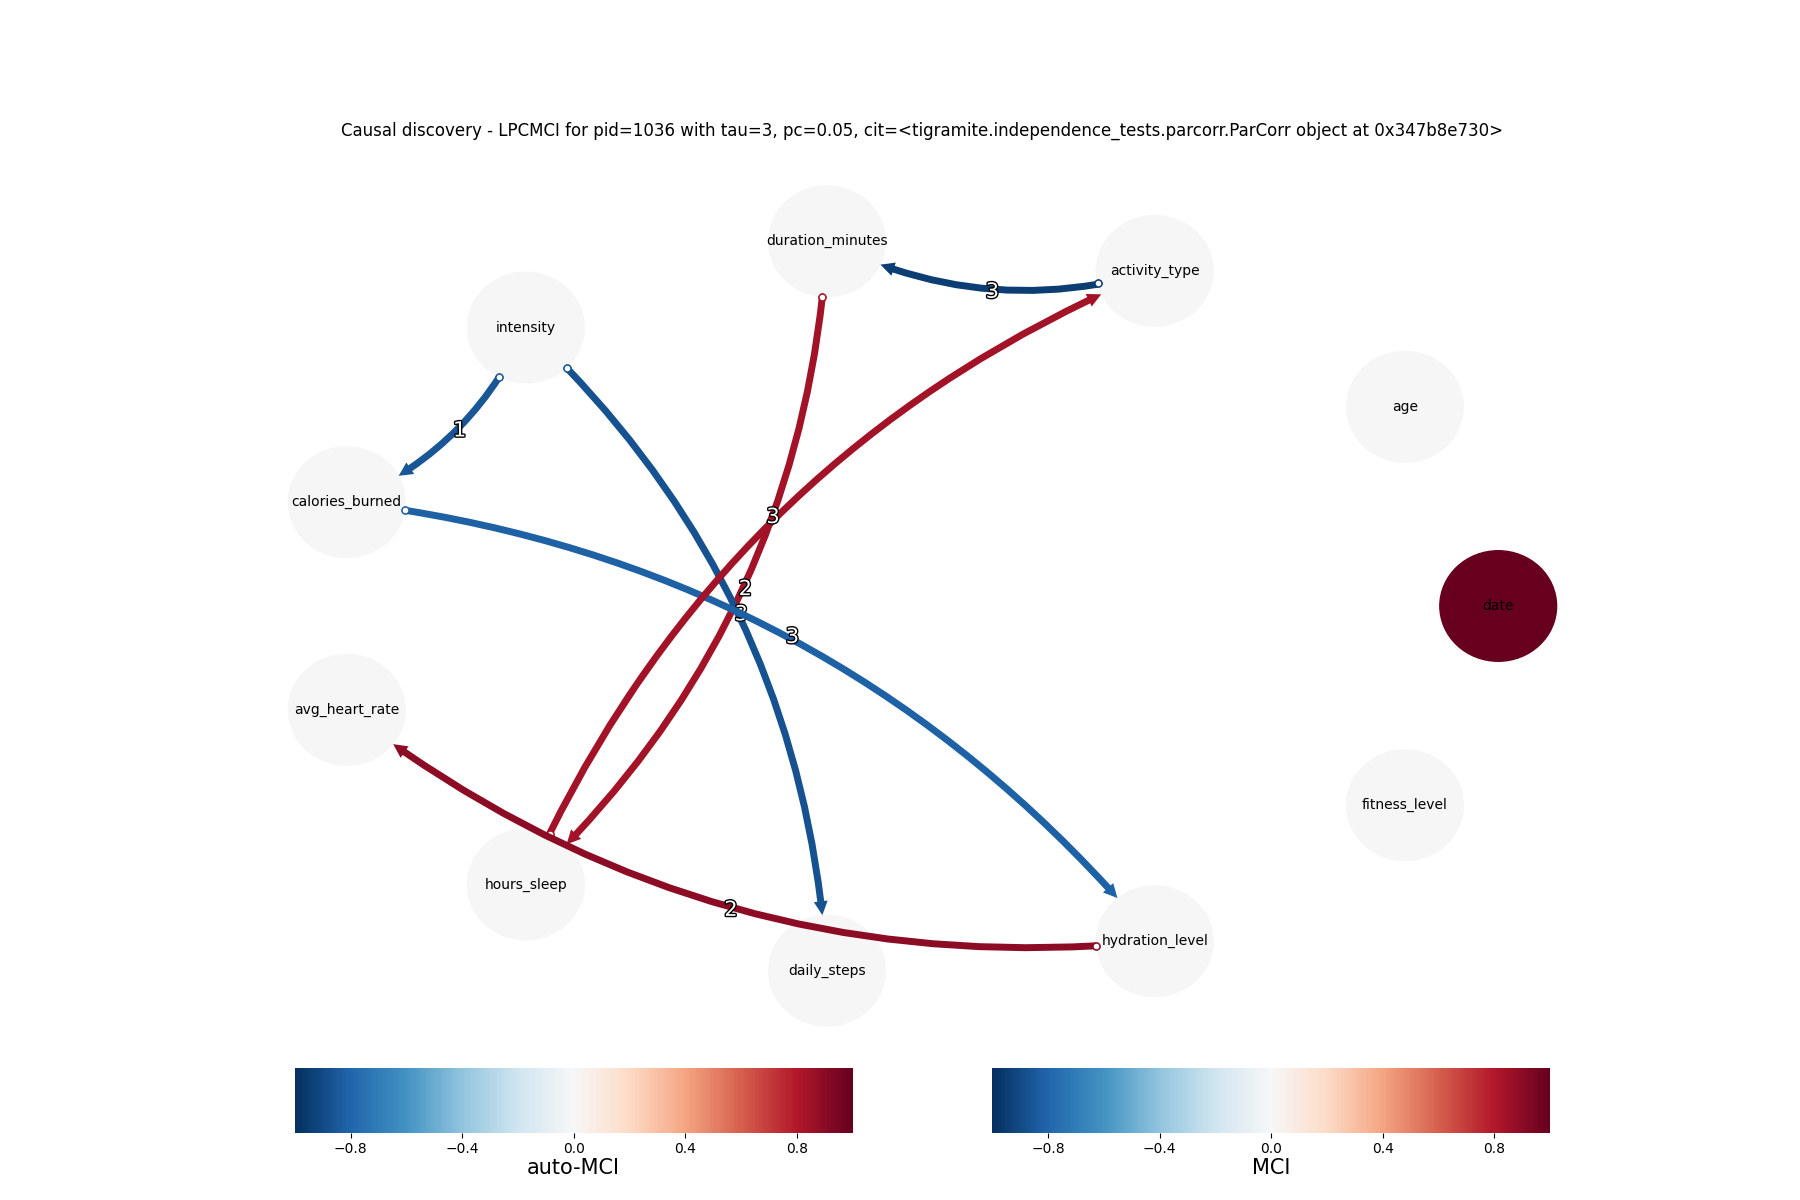 Causal discovery - LPCMCI for pid=1036 with tau=3, pc=0.05, cit=<tigramite.independence_tests.parcorr.ParCorr object at 0x347b8e730>
duration_minutes
activity_type
3
intensity
age
1
calories_burned
3
2
date
3
avg_heart_rate
fitness_level
hours_sleep
2
hydration_level
daily_steps
−0.8 −0.4 0.0 0.4 0.8
auto-MCI
−0.8 −0.4 0.0 0.4 0.8
MCI